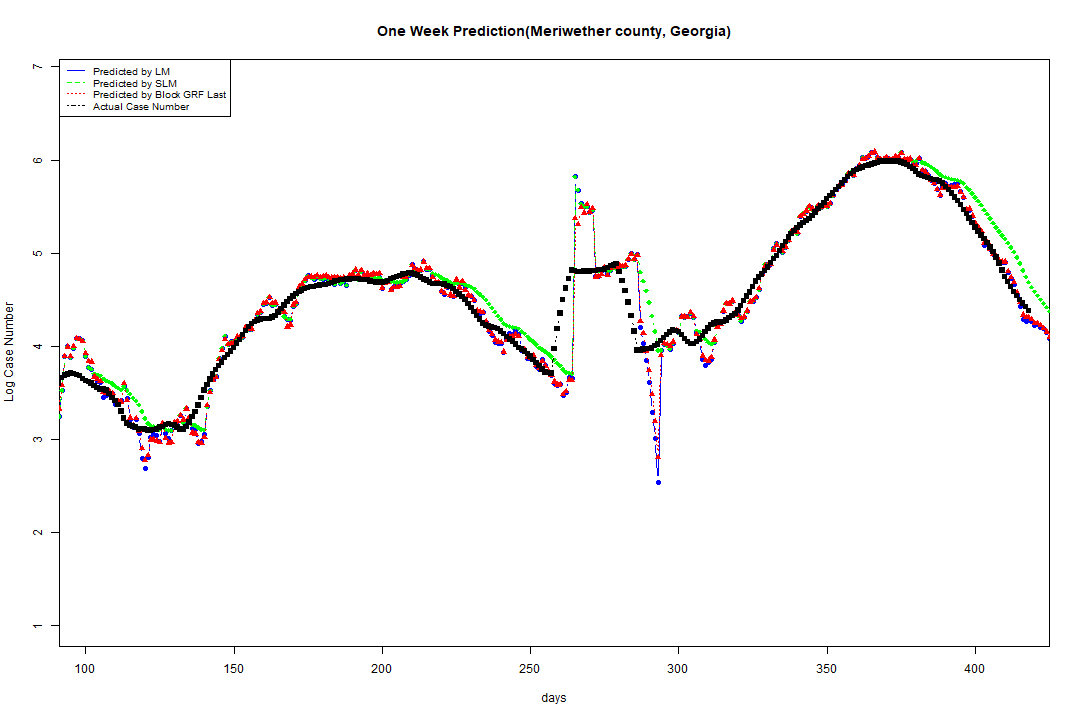 One Week Prediction(Meriwether county, Georgia)
Predicted by LM
Predicted by SLM
Predicted by Block GRF Last
Actual Case Number
7
6
5
4
3
2
1
Log Case Number
100 150 200 250 300 350 400
days